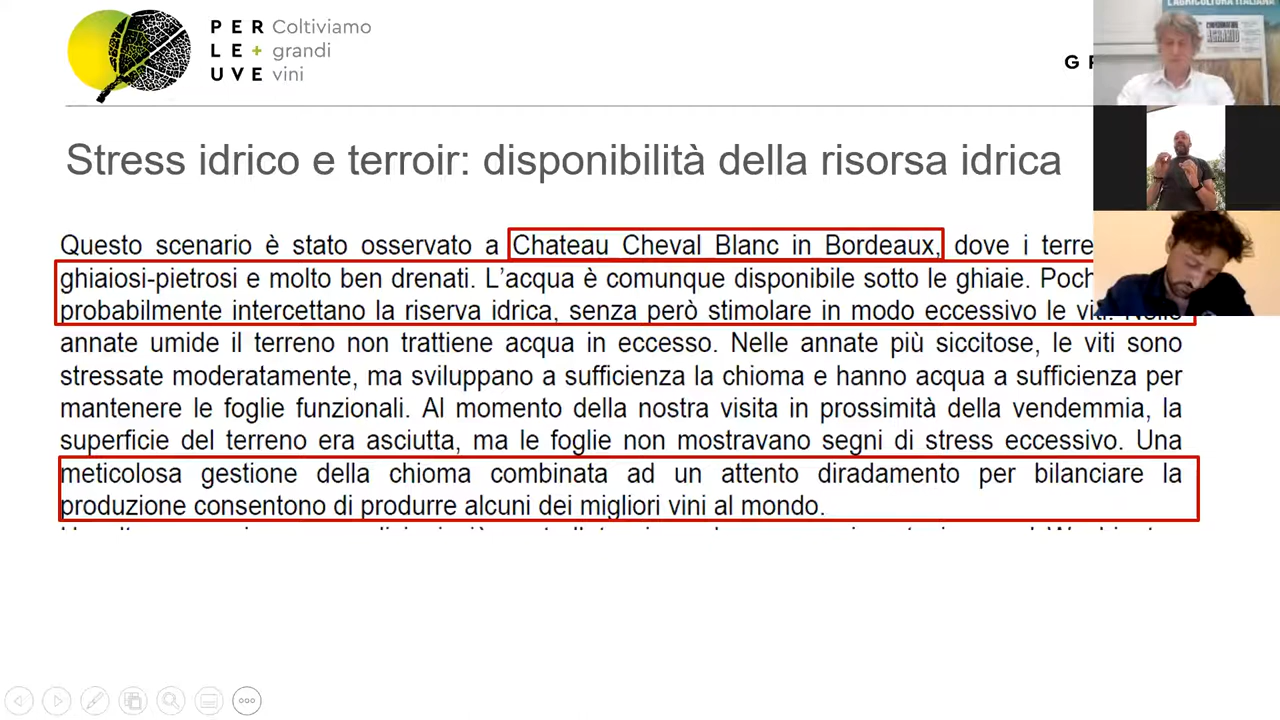 PER Coltiviamo
LE+ grandi
UVE vini
G
L'AGRICOLTURA ITALIANA
AGRARIO
Stress idrico e terroir: disponibilità della risorsa idrica
Questo scenario è stato osservato a Chateau Cheval Blanc in Bordeaux, dove i
ghiaiosi-pietrosi e molto ben drenati. L'acqua è comunque disponibile sotto le ghiaie.
probabilmente intercettano la riserva idrica, senza però stimolare in modo eccessivo le viti. Nelle
annate umide il terreno non trattiene acqua in eccesso. Nelle annate più siccitose, le viti sono
stressate moderatamente, ma sviluppano a sufficienza la chioma e hanno acqua a sufficienza per
mantenere le foglie funzionali. Al momento della nostra visita in prossimità della vendemmia, la
superficie del terreno era asciutta, ma le foglie non mostravano segni di stress eccessivo. Una
meticolosa gestione della chioma combinata ad un attento diradamento per bilanciare la
produzione consentono di produrre alcuni dei migliori vini al mondo.